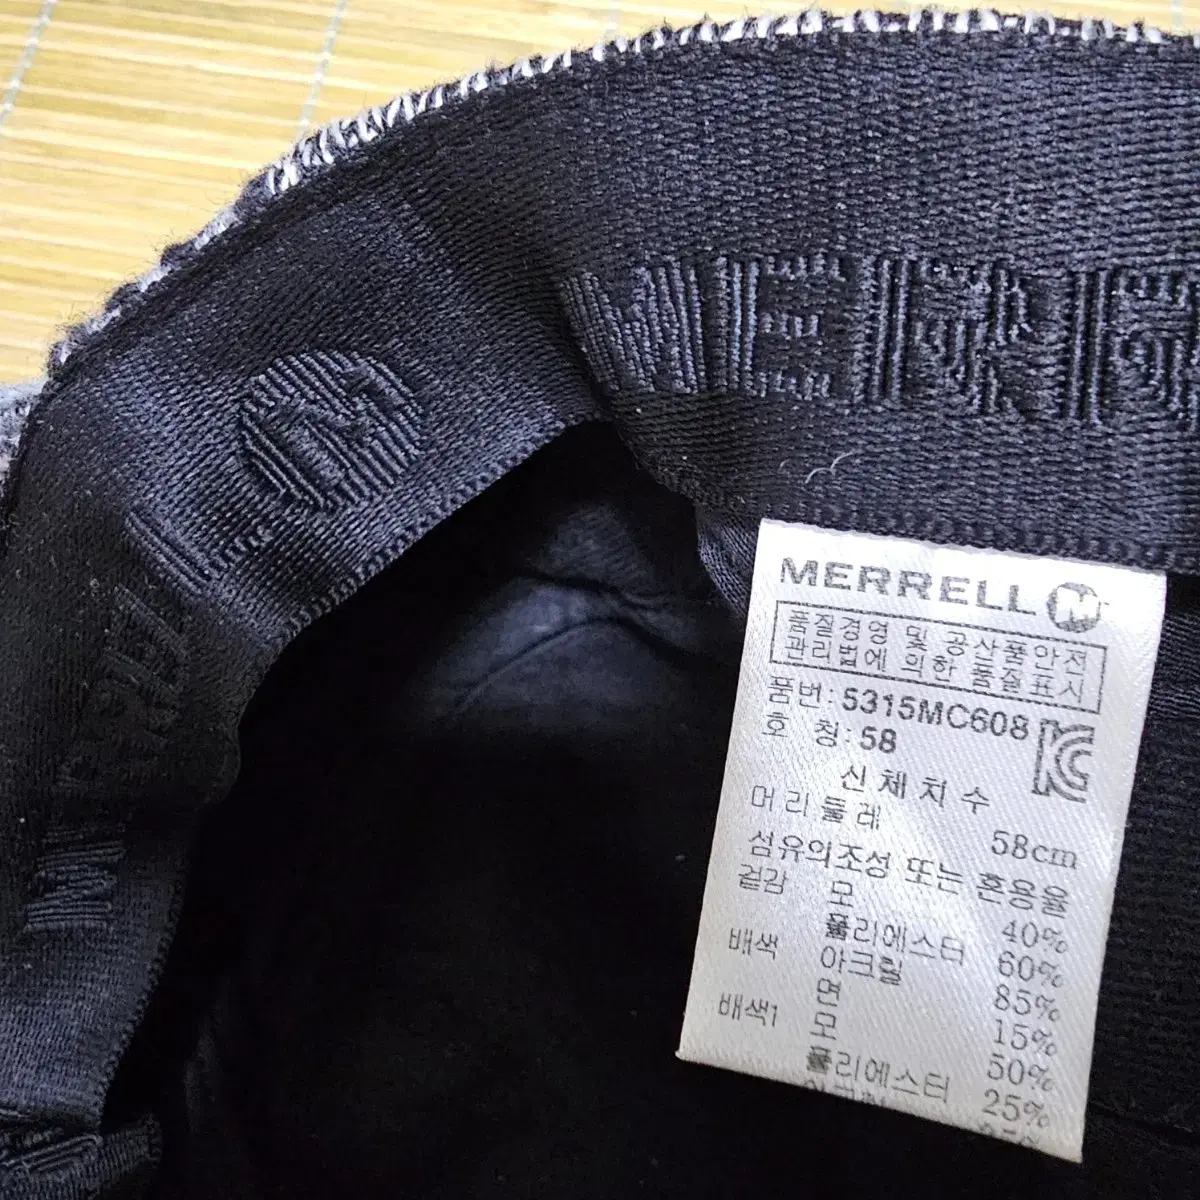 MERRELL
MERRELL M
품질경영 및 공산품안전
관리법에 의한 품질표시
품번: 5315MC608
호 칭: 58
신체치수
머리둘레 58cm
섬유의조성 또는 혼용율
겉감 모 40%
폴리에스터 60%
배색 아크릴 85%
면 15%
배색1 모 50%
폴리에스터 25%